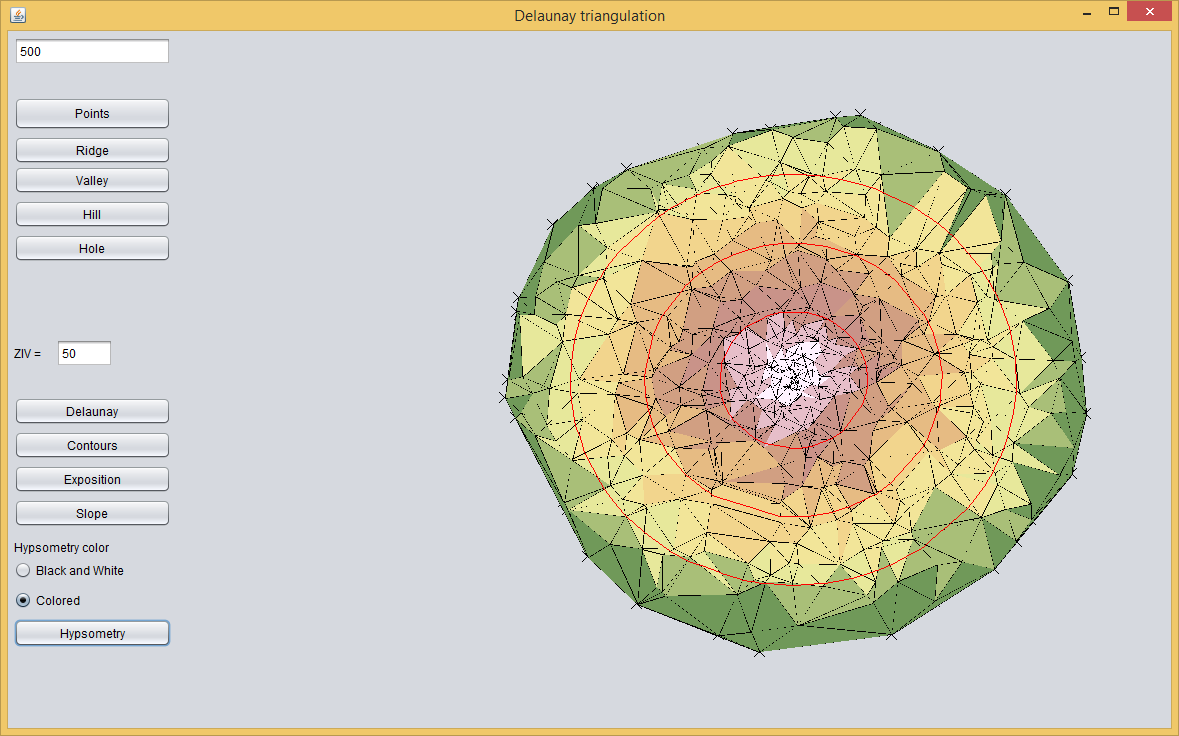 Delaunay triangulation
500
Points
Ridge
Valley
Hill
Hole
ZIV = 50
Delaunay
Contours
Exposition
Slope
Hypsometry color
Black and White
Colored
Hypsometry